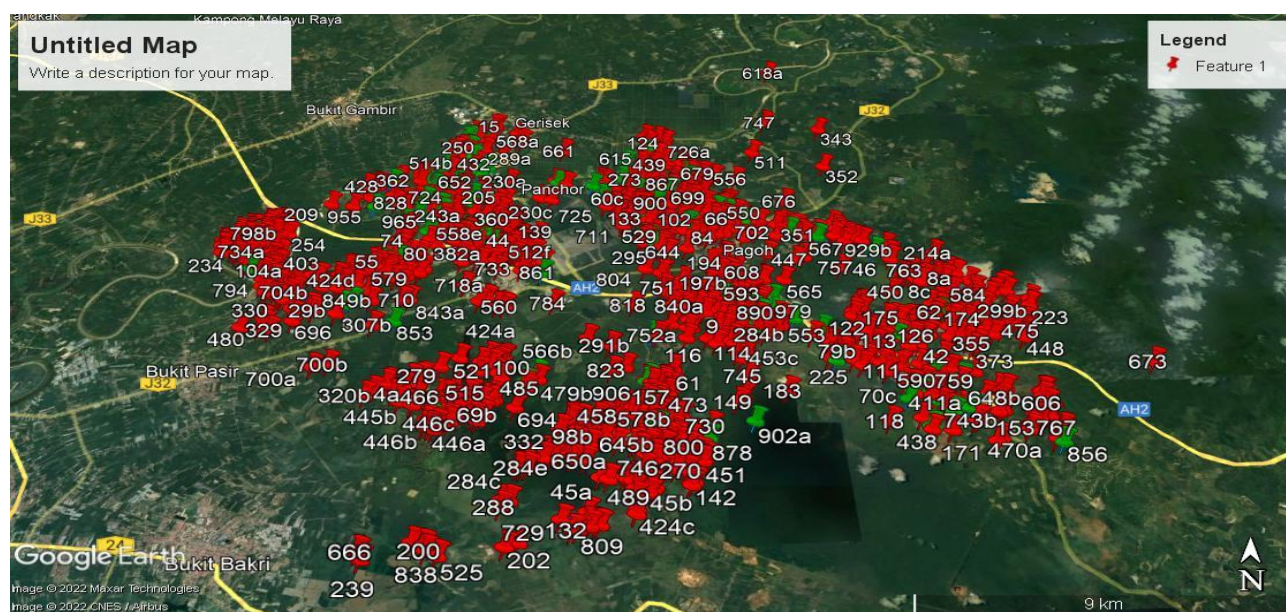 angkak
Kampong Melayu Raya
Untitled Map
Write a description for your map.
Legend
Feature 1
618a
J33
J32
Bukit Gambir
Gerisek
15
568a
747
343
250
124
726a
661
511
514b
432
289a
615
439
352
362
273
679
556
428
652
230a
Panchor
867
J33
209
955
828
724
205
60c
900
699
550
676
965
243a
360
230c
725
133
102
66
798b
254
74
558e
44
139
711
529
84
702
351
567
929b
214a
734a
80
382a
512f
295
644
Pagoh
447
234
104a
403
55
733
861
194
757
46
763
8a
424d
579
718a
804
751
197b
608
794
704b
849b
710
AH2
593
565
450
8c
584
330
29b
843a
560
784
818
840a
890
979
175
62
174
299b
223
480
329
696
307b
853
424a
752a
9
284b
553
122
126
475
291b
113
355
448
566b
116
114
453c
79b
42
373
673
Bukit Pasir
700b
823
745
225
111
J32
700a
279
521
100
61
183
590
759
320b
4a
466
515
485
479b
906
157
149
70c
411a
648b
606
445b
446c
69b
694
458
578b
473
118
743b
153
767
AH2
446b
446a
332
98b
645b
730
902a
438
800
878
171
470a
856
284e
650a
284c
746
270
451
45a
489
45b
142
288
424c
729
132
24
Google Earth
Bukit Bakri
666
200
202
809
239
838
525
N
Image © 2022 Maxar Technologies
Image © 2022 CNES / Airbus
9 km